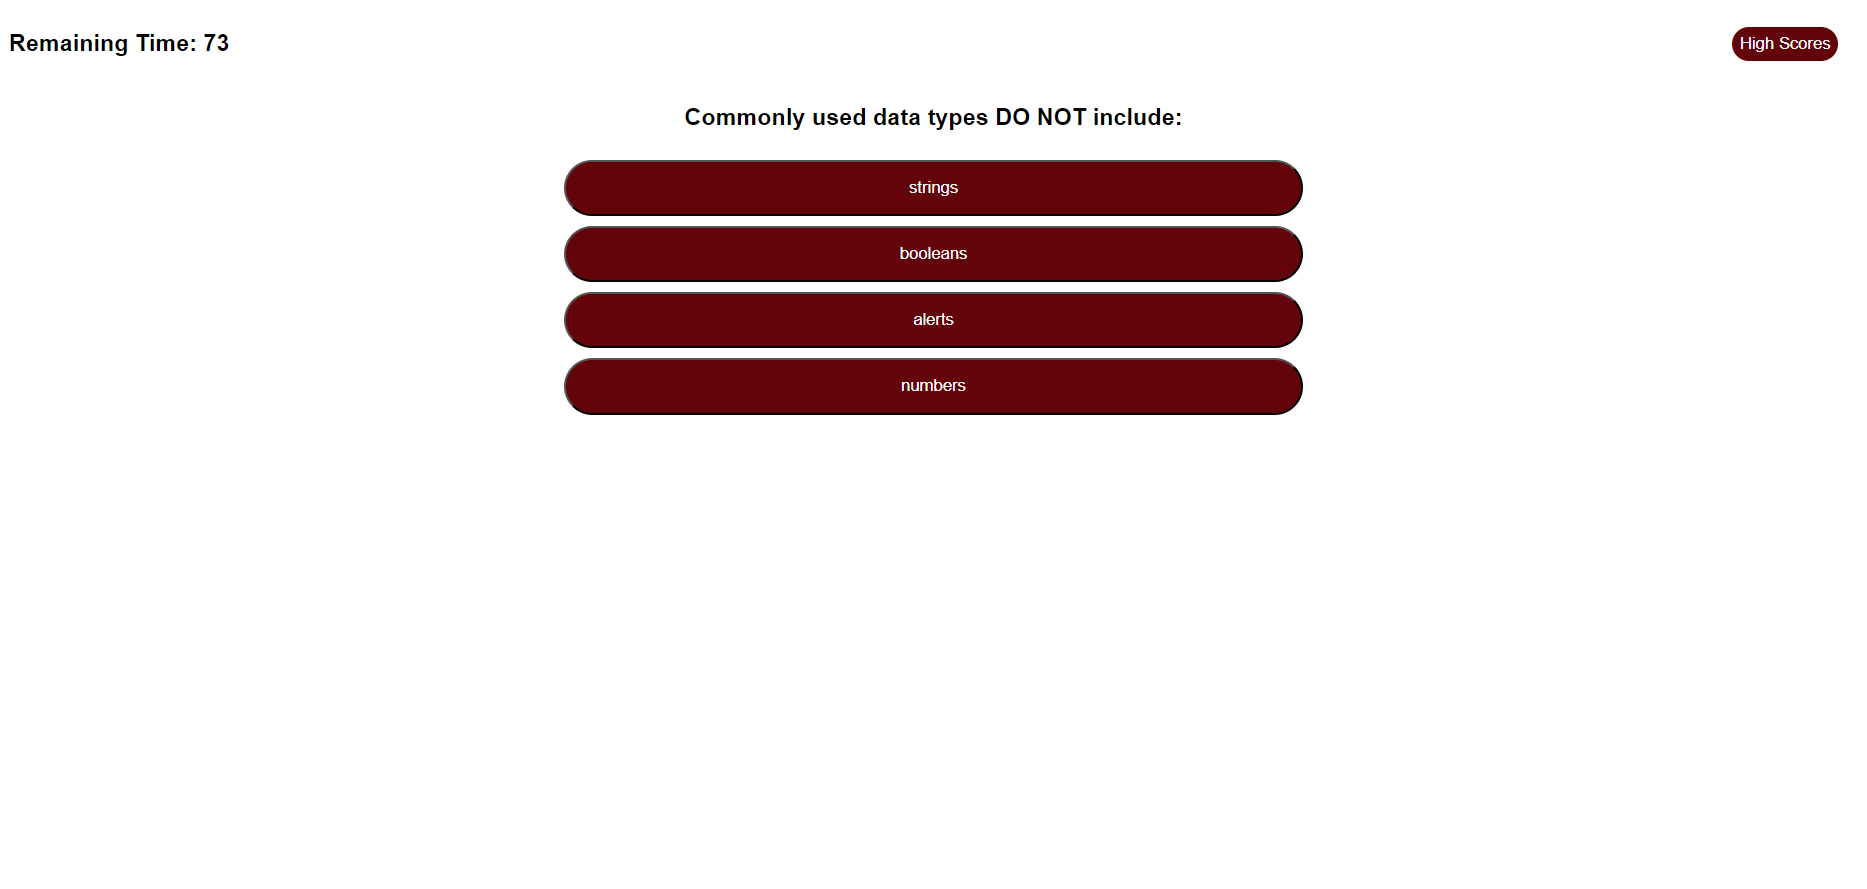 Remaining Time: 73
High Scores
Commonly used data types DO NOT include:
strings
booleans
alerts
numbers